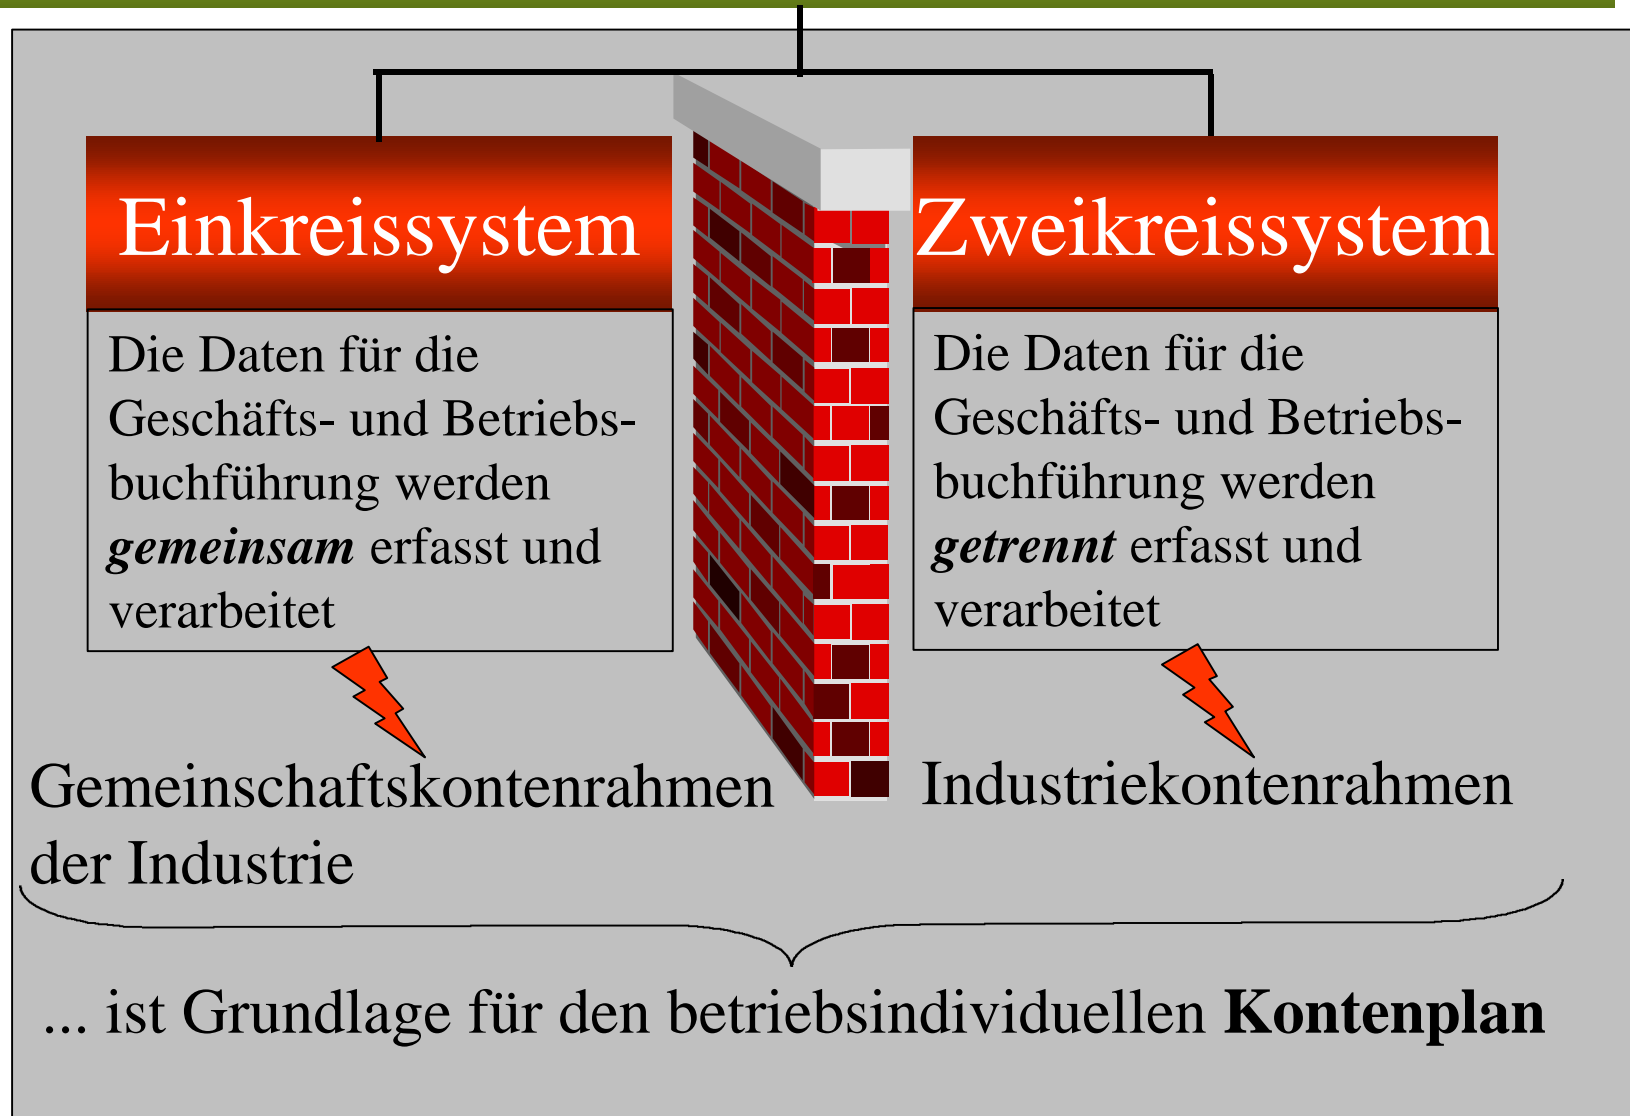 Einkreissystem
Die Daten für die
Geschäfts- und Betriebs-
buchführung werden
gemeinsam erfasst und
verarbeitet
Gemeinschaftskontenrahmen
der Industrie
Zweikreissystem
Die Daten für die
Geschäfts- und Betriebs-
buchführung werden
getrennt erfasst und
verarbeitet
Industriekontenrahmen
... ist Grundlage für den betriebsindividuellen Kontenplan